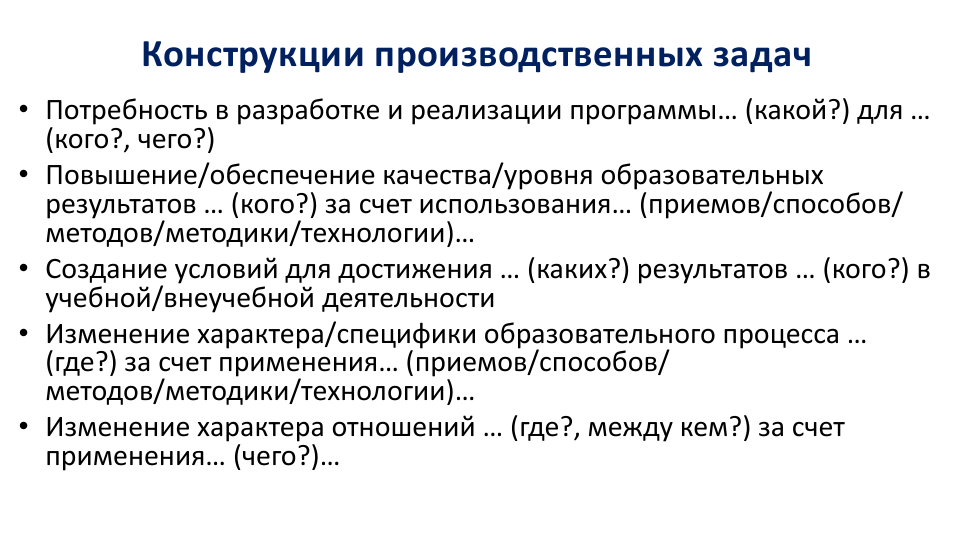 Конструкции производственных задач
• Потребность в разработке и реализации программы… (какой?) для …
(кого?, чего?)
• Повышение/обеспечение качества/уровня образовательных
результатов … (кого?) за счет использования… (приемов/способов/
методов/методики/технологии)…
• Создание условий для достижения … (каких?) результатов … (кого?) в
учебной/внеучебной деятельности
• Изменение характера/специфики образовательного процесса …
(где?) за счет применения… (приемов/способов/
методов/методики/технологии)…
• Изменение характера отношений … (где?, между кем?) за счет
применения… (чего?)…